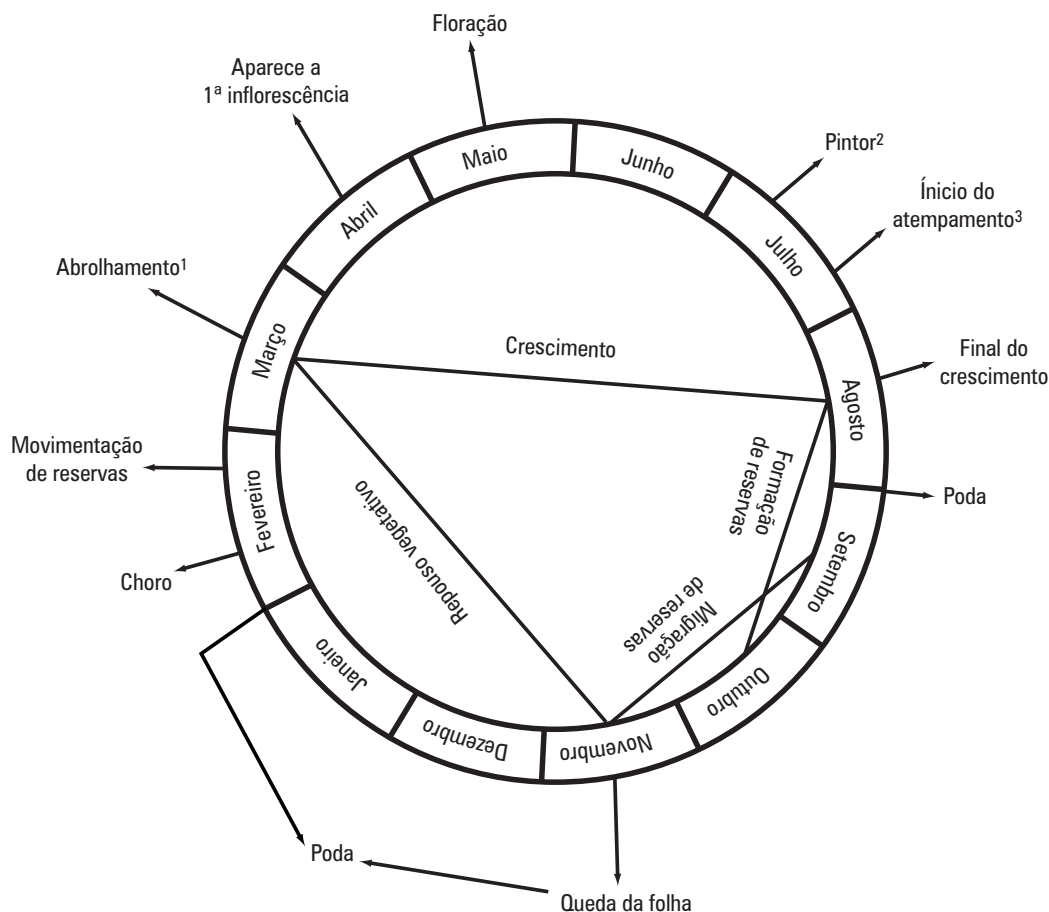 Floração
Aparece a
1ª inflorescência
Maio
Junho
Pintor²
Abril
Julho
Ínicio do
atempamento³
Abrolhamento¹
Março
Crescimento
Agosto
Final do
crescimento
Movimentação
de reservas
Fevereiro
Repouso vegetativo
Formação
de reservas
Poda
Setembro
Choro
Migração
de reservas
Janeiro
Outubro
Dezembro
Novembro
Poda
Queda da folha